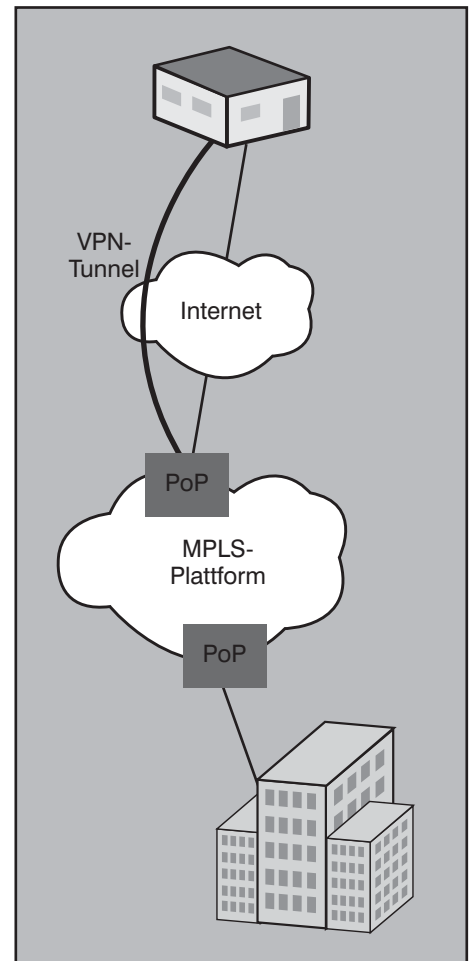 VPN-
Tunnel
Internet
PoP
MPLS-
Plattform
PoP